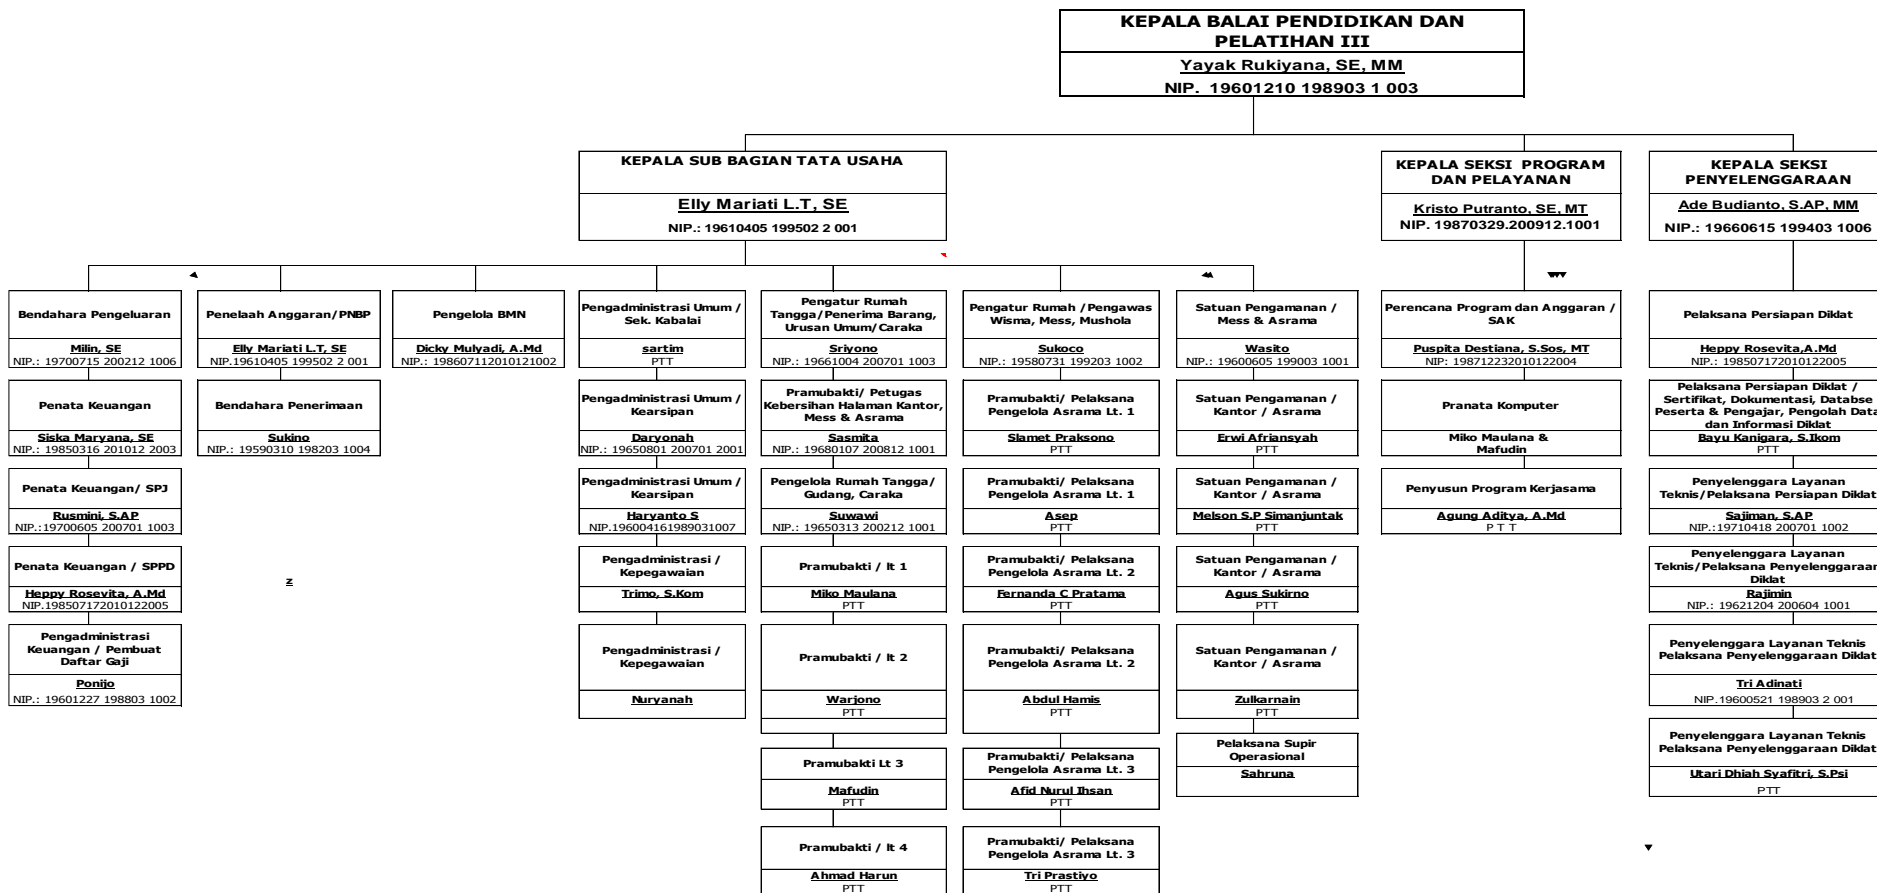 KEPALA BALAI PENDIDIKAN DAN
PELATIHAN III
Yayak Rukiyana, SE, MM
NIP. 19601210 198903 1 003
KEPALA SUB BAGIAN TATA USAHA
Elly Mariati L.T, SE
NIP.: 19610405 199502 2 001
KEPALA SEKSI PROGRAM
DAN PELAYANAN
Kristo Putranto, SE, MT
NIP. 19870329.200912.1001
KEPALA SEKSI
PENYELENGGARAAN
Ade Budianto, S.AP, MM
NIP.: 19660615 199403 1006
Bendahara Pengeluaran
Milin, SE
NIP.: 19700715 200212 1006
Penata Keuangan
Siska Maryana, SE
NIP.: 19850316 201012 2003
Penata Keuangan/ SPJ
Rusmini, S.AP
NIP.:19700605 200701 1003
Penata Keuangan / SPPD
Heppy Rosevita, A.Md
NIP.198507172010122005
Pengadministrasi
Keuangan / Pembuat
Daftar Gaji
Ponijo
NIP.: 19601227 198803 1002
Penelaah Anggaran/PNBP
Elly Mariati L.T, SE
NIP.19610405 199502 2 001
Bendahara Penerimaan
Sukino
NIP.: 19590310 198203 1004
z
Pengelola BMN
Dicky Mulyadi, A.Md
NIP.: 198607112010121002
Pengadministrasi Umum /
Sek. Kabalai
sartim
PTT
Pengadministrasi Umum /
Kearsipan
Daryonah
NIP.:19650801 200701 2001
Pengadministrasi Umum /
Kearsipan
Haryanto S
NIP.196004161989031007
Pengadministrasi /
Kepegawaian
Trimo, S.Kom
Pengadministrasi /
Kepegawaian
Nuryanah
Pengatur Rumah
Tangga/Penerima Barang,
Urusan Umum/Caraka
Sriyono
NIP.: 19661004 200701 1003
Pramubakti/ Petugas
Kebersihan Halaman Kantor,
Mess & Asrama
Sasmita
NIP.: 19680107 200812 1001
Pengelola Rumah Tangga/
Gudang, Caraka
Suwawi
NIP.: 19650313 200212 1001
Pramubakti / lt 1
Miko Maulana
PTT
Pramubakti / lt 2
Warjono
PTT
Pramubakti Lt 3
Mafudin
PTT
Pramubakti / lt 4
Ahmad Harun
PTT
Pengatur Rumah /Pengawas
Wisma, Mess, Mushola
Sukoco
NIP.: 19580731 199203 1002
Pramubakti/ Pelaksana
Pengelola Asrama Lt. 1
Slamet Praksono
PTT
Pramubakti/ Pelaksana
Pengelola Asrama Lt. 1
Asep
PTT
Pramubakti/ Pelaksana
Pengelola Asrama Lt. 2
Fernanda C Pratama
PTT
Pramubakti/ Pelaksana
Pengelola Asrama Lt. 2
Abdul Hamis
PTT
Pramubakti/ Pelaksana
Pengelola Asrama Lt. 3
Afid Nurul Ihsan
PTT
Pramubakti/ Pelaksana
Pengelola Asrama Lt. 3
Tri Prastiyo
PTT
Satuan Pengamanan /
Mess & Asrama
Wasito
NIP.: 19600605 199003 1001
Satuan Pengamanan /
Kantor / Asrama
Erwi Afriansyah
PTT
Satuan Pengamanan /
Kantor / Asrama
Melson S.P Simanjuntak
PTT
Satuan Pengamanan /
Kantor / Asrama
Agus Sukirno
PTT
Satuan Pengamanan /
Kantor / Asrama
Zulkarnain
PTT
Pelaksana Supir
Operasional
Sahruna
Perencana Program dan Anggaran /
SAK
Puspita Destiana, S.Sos, MT
NIP: 198712232010122004
Pranata Komputer
Miko Maulana &
Mafudin
Penyusun Program Kerjasama
Agung Aditya, A.Md
P T T
Pelaksana Persiapan Diklat
Heppy Rosevita,A.Md
NIP.: 198507172010122005
Pelaksana Persiapan Diklat /
Sertifikat, Dokumentasi, Databse
Peserta & Pengajar, Pengolah Data
dan Informasi Diklat
Bayu Kanigara, S.Ikom
PTT
Penyelenggara Layanan
Teknis/Pelaksana Persiapan Diklat
Sajiman, S.AP
NIP.:19710418 200701 1002
Penyelenggara Layanan
Teknis/Pelaksana Penyelenggaraan
Diklat
Rajimin
NIP.: 19621204 200604 1001
Penyelenggara Layanan Teknis
Pelaksana Penyelenggaraan Diklat
Tri Adinati
NIP.19600521 198903 2 001
Penyelenggara Layanan Teknis
Pelaksana Penyelenggaraan Diklat
Utari Dhiah Syafitri, S.Psi
PTT